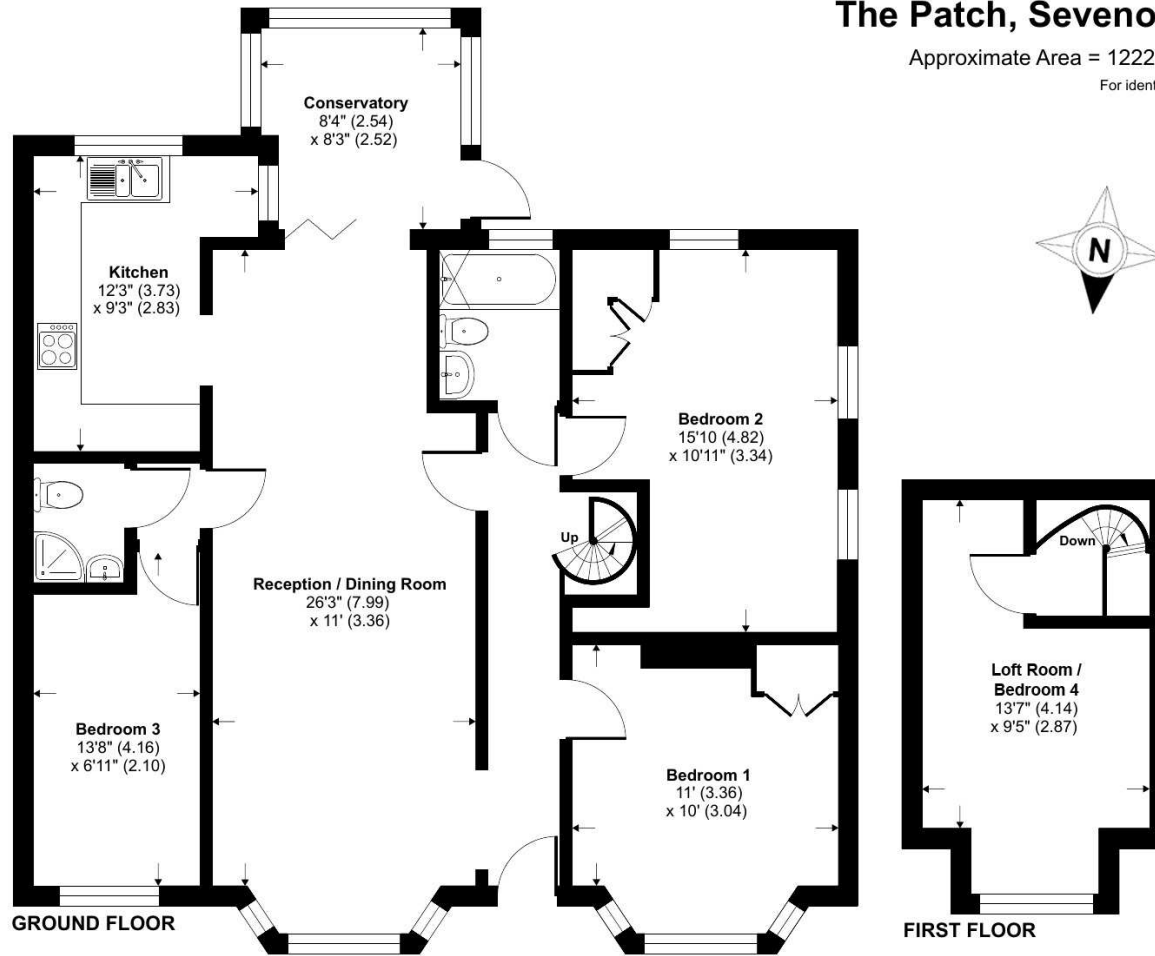 The Patch, Seveno
Approximate Area = 1222
For ident
N
Conservatory
8'4" (2.54)
x 8'3" (2.52)
Kitchen
12'3" (3.73)
x 9'3" (2.83)
Bedroom 2
15'10 (4.82)
x 10'11" (3.34)
Up
Down
Reception / Dining Room
26'3" (7.99)
x 11' (3.36)
Loft Room /
Bedroom 4
13'7" (4.14)
x 9'5" (2.87)
Bedroom 3
13'8" (4.16)
x 6'11" (2.10)
Bedroom 1
11' (3.36)
x 10' (3.04)
GROUND FLOOR
FIRST FLOOR